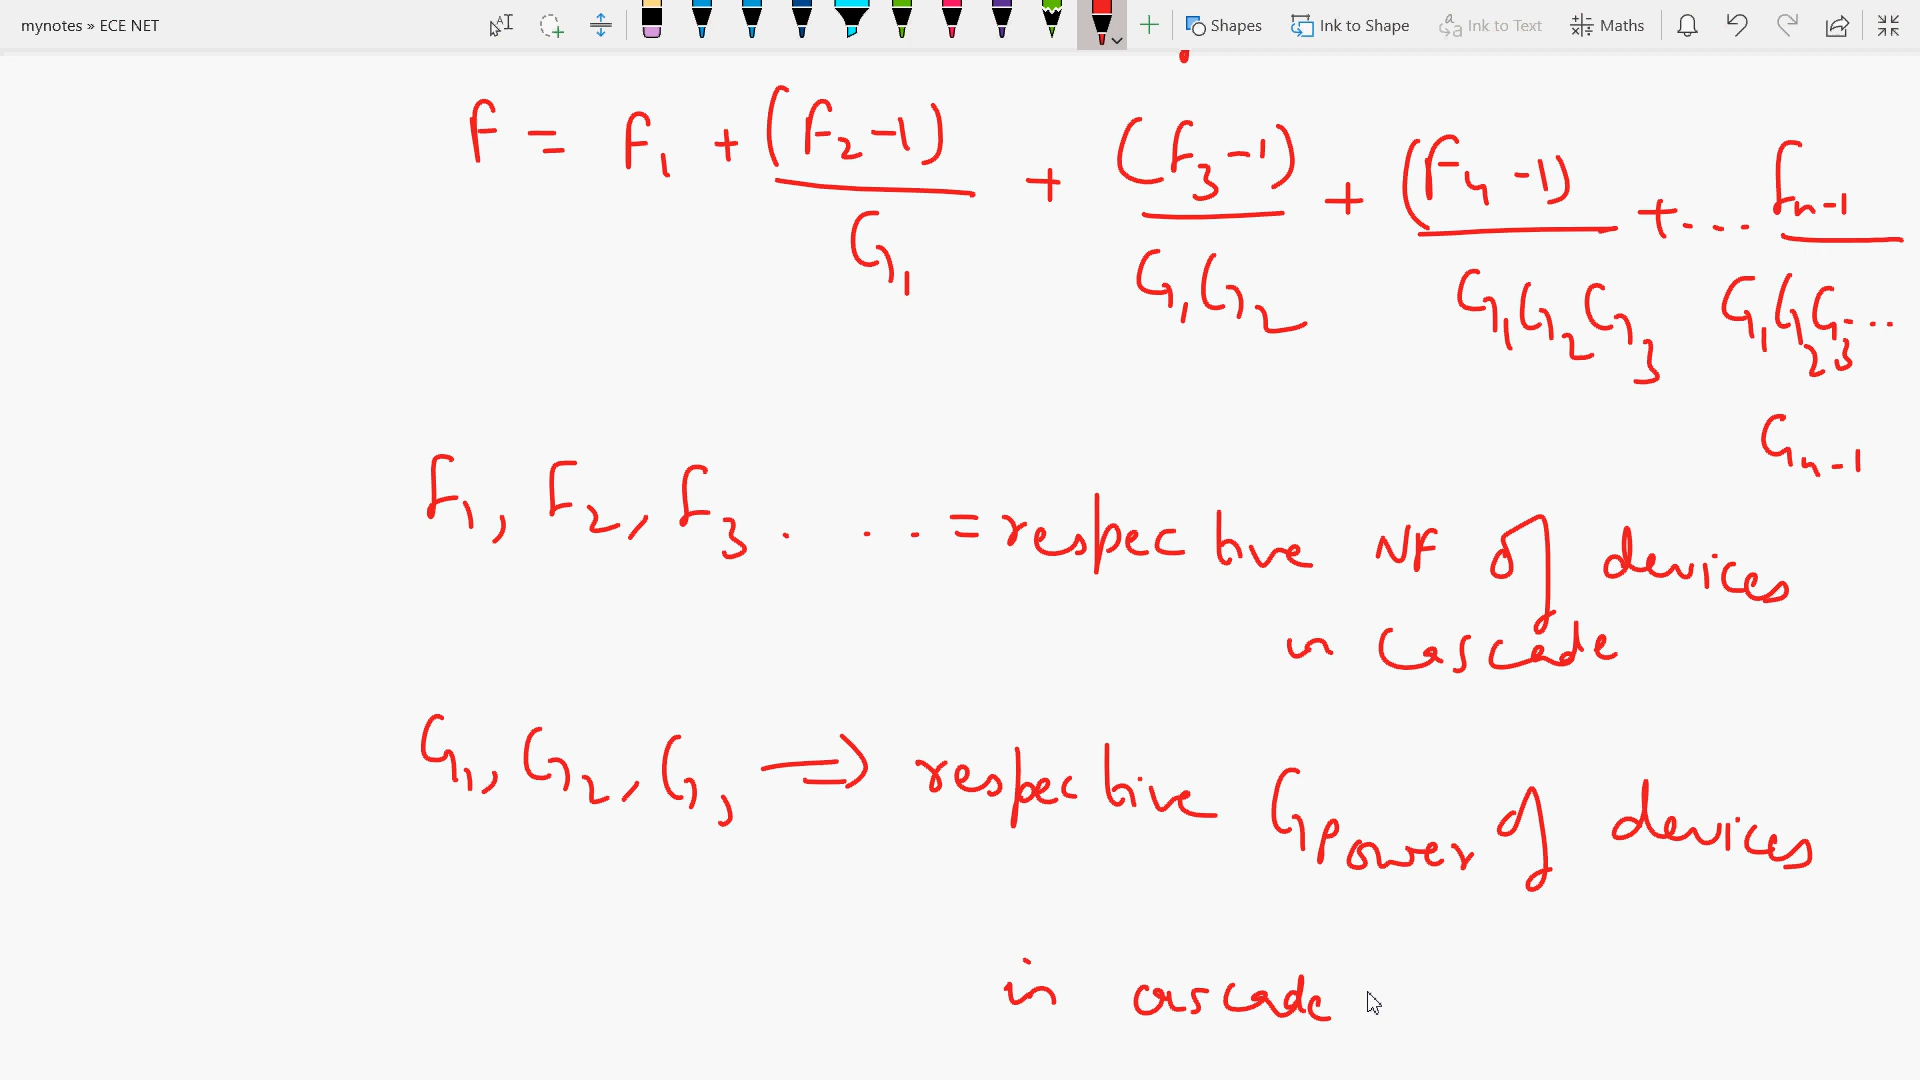 mynotes » ECE NET
Shapes Ink to Shape Ink to Text Maths
F = F₁ + (F₂-1)/G₁ + (F₃-1)/G₁G₂ + (F₄-1)/G₁G₂G₃ + .... Fₙ-1/G₁G₂G₃... Gₙ-1
F₁, F₂, F₃ . . . = respective NF of devices
in cascade
G₁, G₂, G, ⇒ respective G power of devices
in cascade